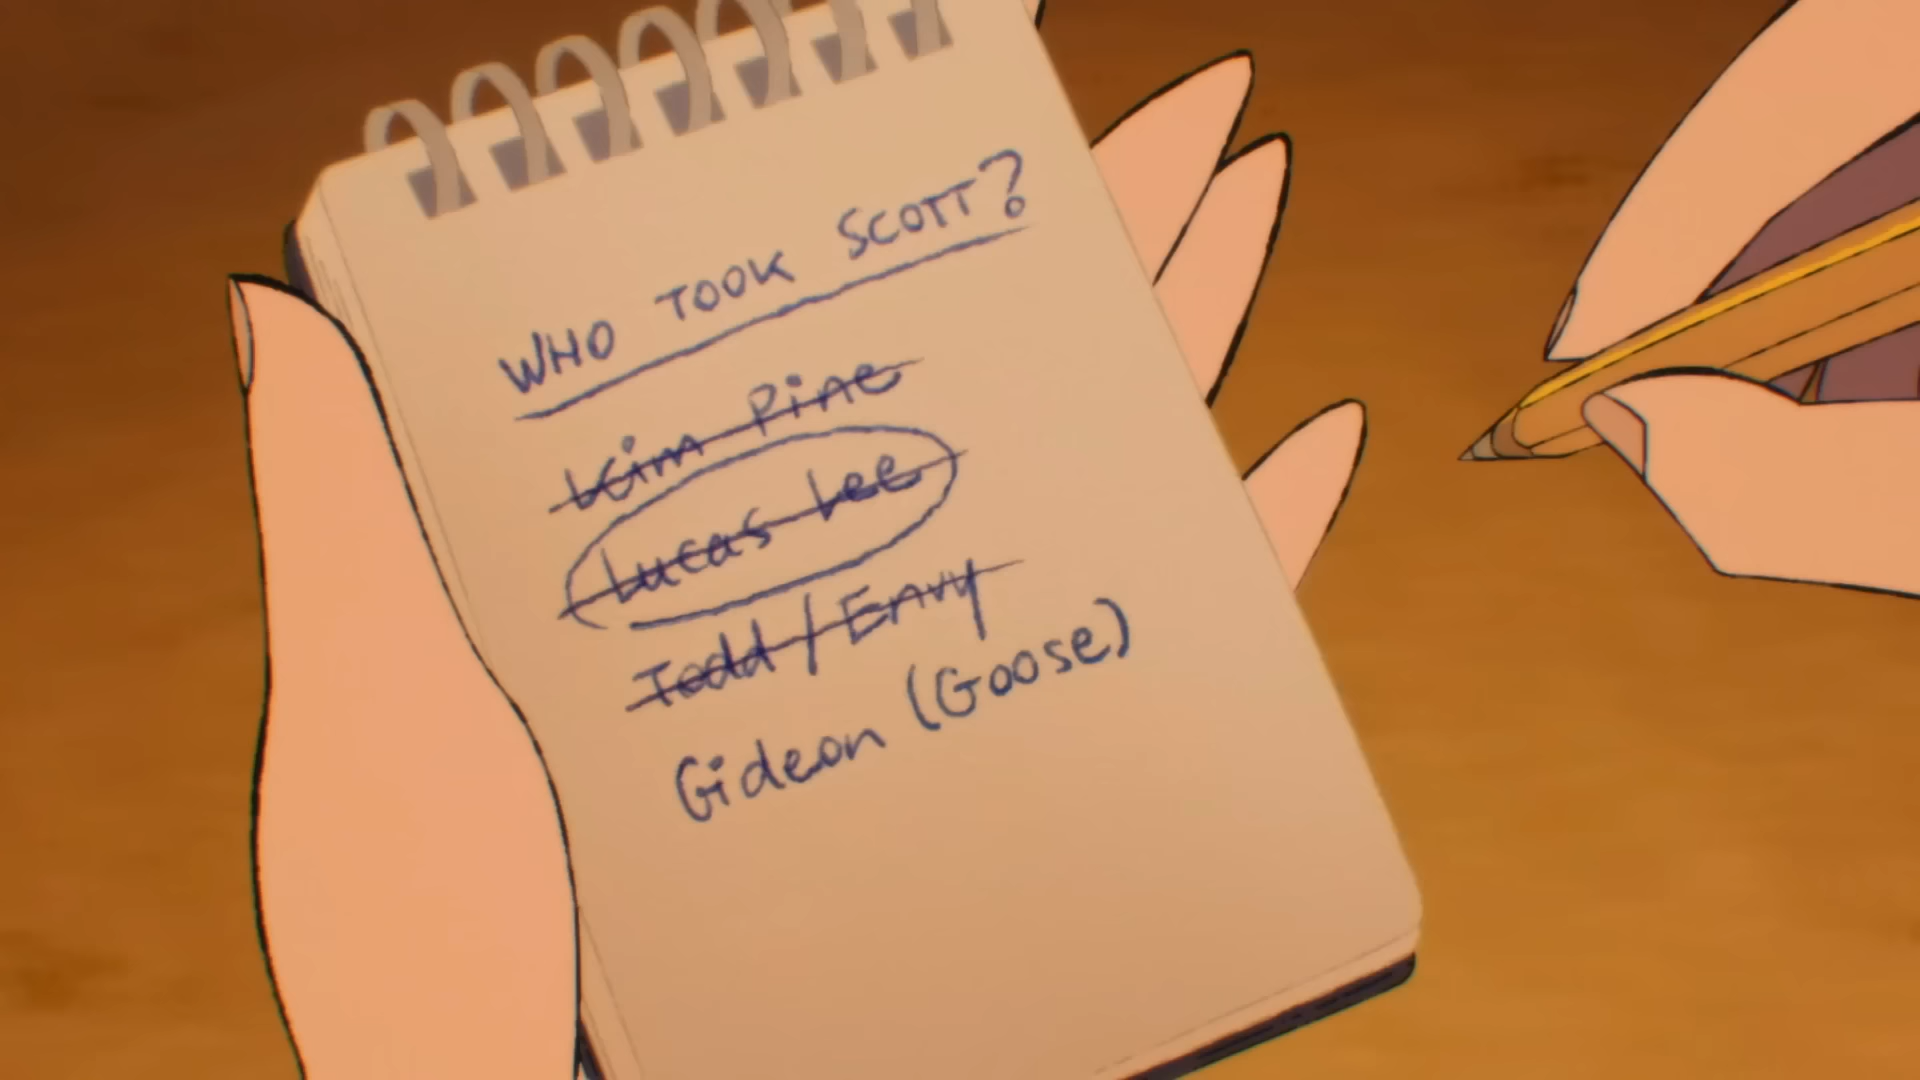 WHO TOOK SCOTT?
Kim Pine
Lucas Lee
Todd / Envy
Gideon (Goose)